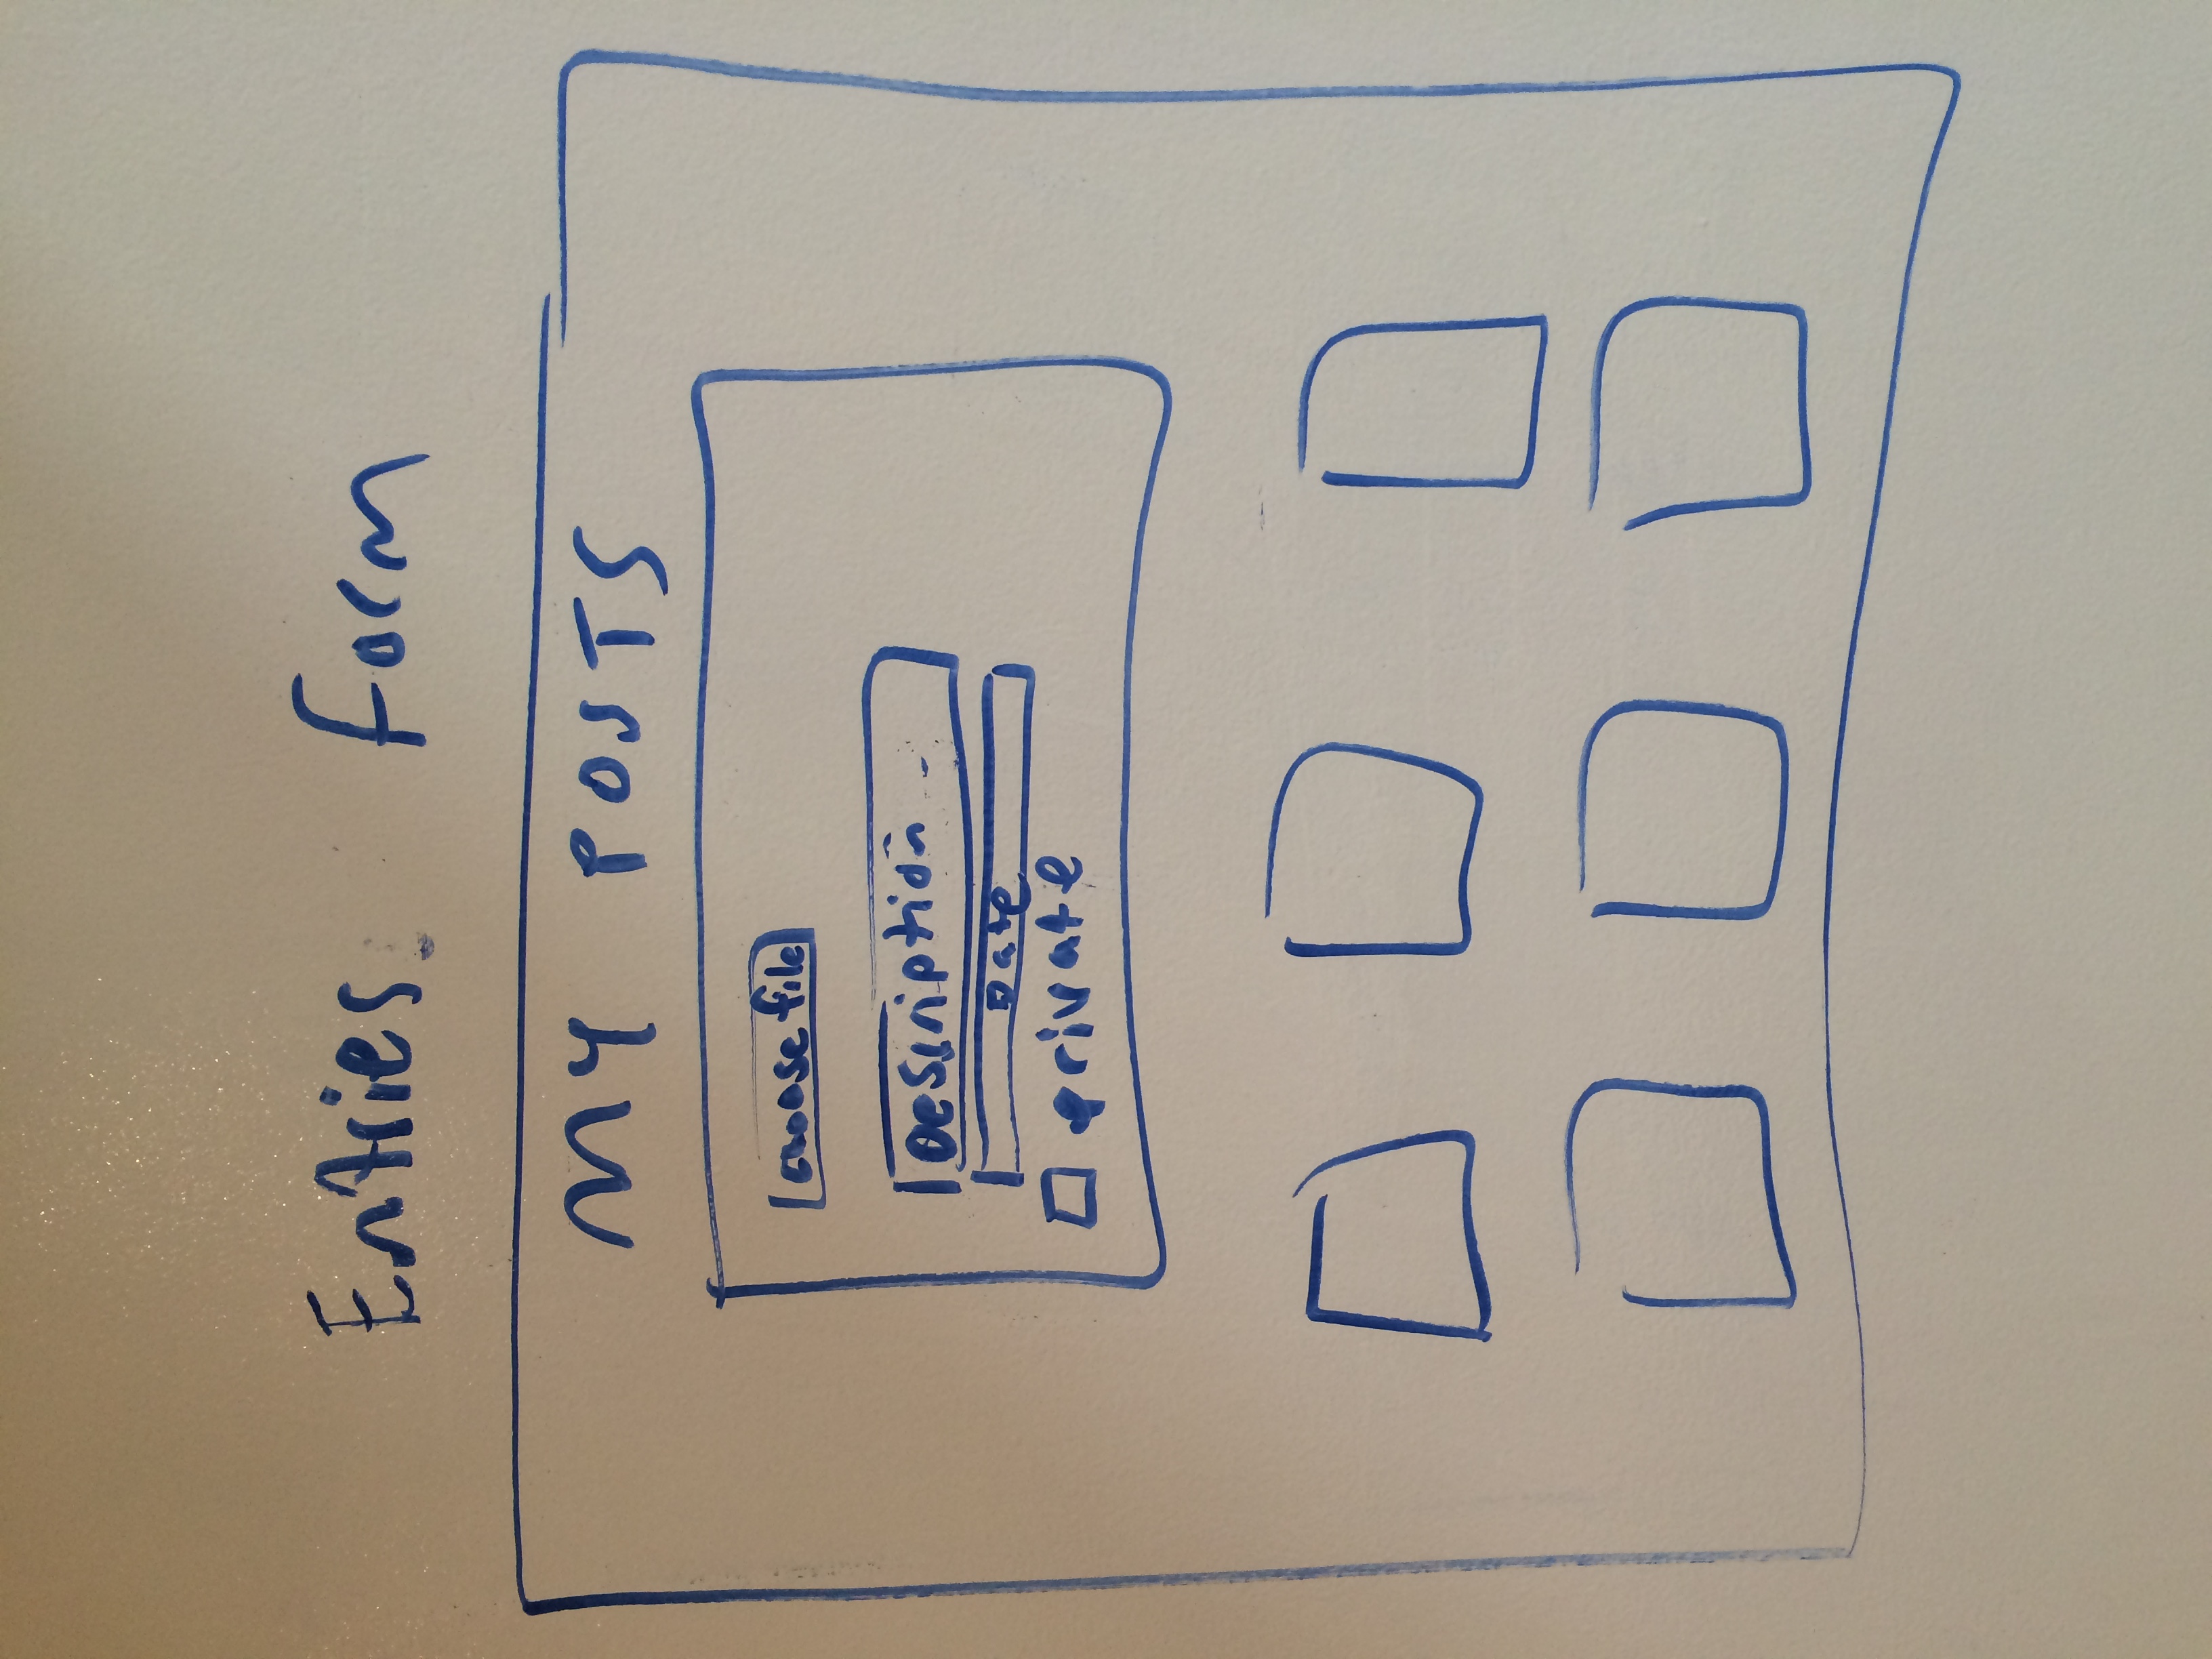 Entries Form
MY POSTS
choose file
Description
Date
private